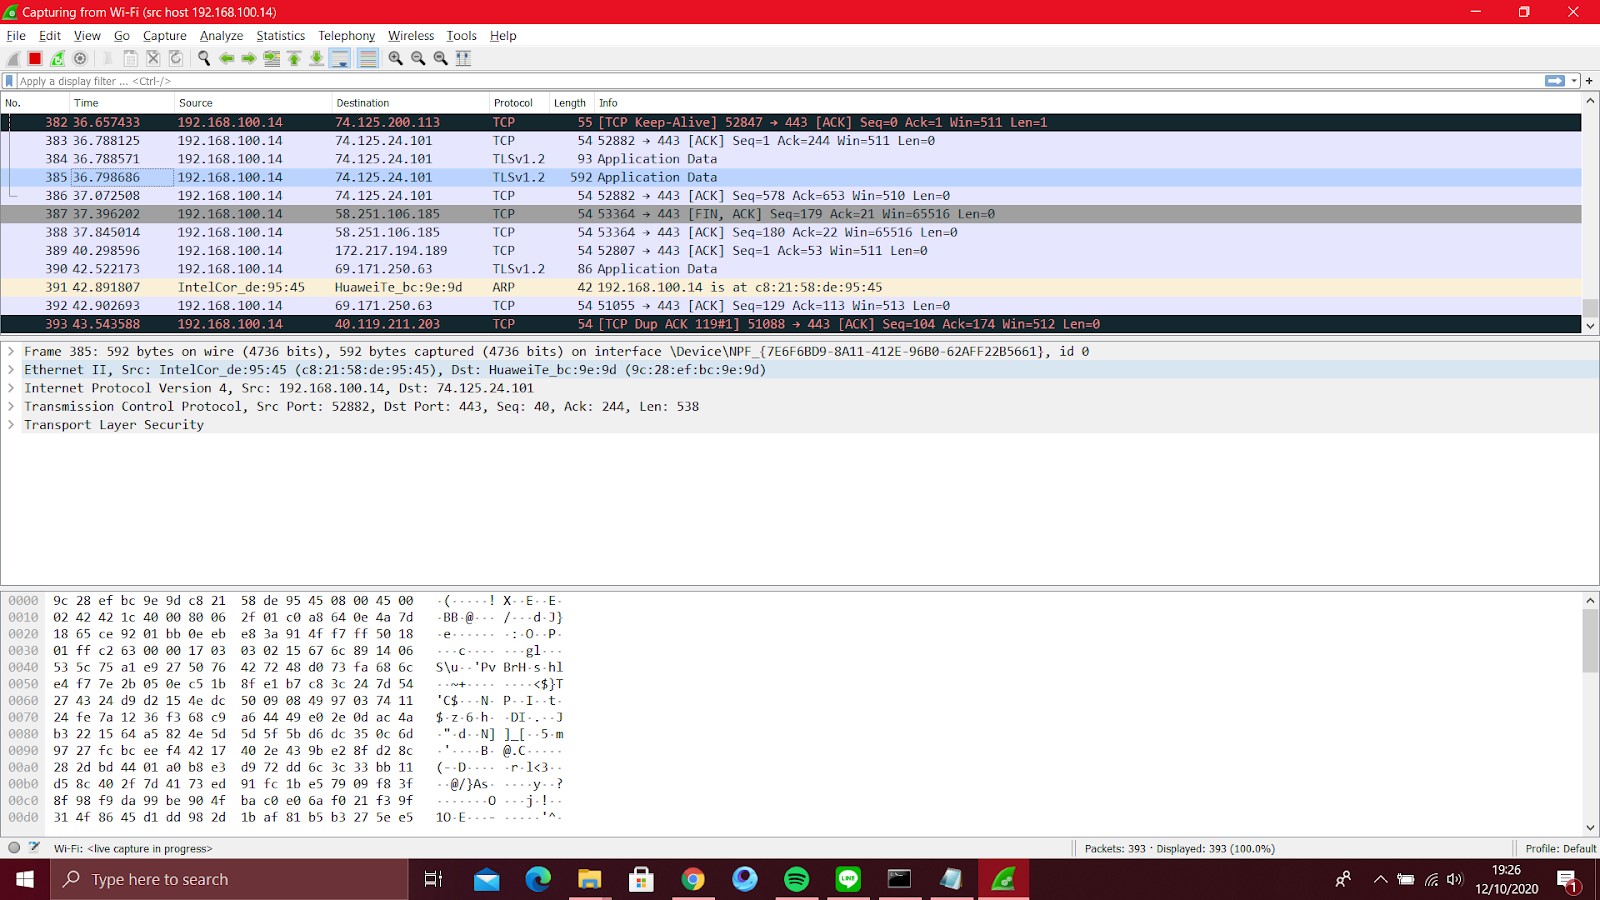 Capturing from Wi-Fi (src host 192.168.100.14)
File Edit View Go Capture Analyze Statistics Telephony Wireless Tools Help
Apply a display filter ... <Ctrl-/>
No. Time Source Destination Protocol Length Info
382 36.657433 192.168.100.14 74.125.200.113 TCP 55 [TCP Keep-Alive] 52847 → 443 [ACK] Seq=0 Ack=1 Win=511 Len=1
383 36.788125 192.168.100.14 74.125.24.101 TCP 54 52882 → 443 [ACK] Seq=1 Ack=244 Win=511 Len=0
384 36.788571 192.168.100.14 74.125.24.101 TLSv1.2 93 Application Data
385 36.798686 192.168.100.14 74.125.24.101 TLSv1.2 592 Application Data
386 37.072508 192.168.100.14 74.125.24.101 TCP 54 52882 → 443 [ACK] Seq=578 Ack=653 Win=510 Len=0
387 37.396202 192.168.100.14 58.251.106.185 TCP 54 53364 → 443 [FIN, ACK] Seq=179 Ack=21 Win=65516 Len=0
388 37.845014 192.168.100.14 58.251.106.185 TCP 54 53364 → 443 [ACK] Seq=180 Ack=22 Win=65516 Len=0
389 40.298596 192.168.100.14 172.217.194.189 TCP 54 52807 → 443 [ACK] Seq=1 Ack=53 Win=511 Len=0
390 42.522173 192.168.100.14 69.171.250.63 TLSv1.2 86 Application Data
391 42.891807 IntelCor_de:95:45 HuaweiTe_bc:9e:9d ARP 42 192.168.100.14 is at c8:21:58:de:95:45
392 42.902693 192.168.100.14 69.171.250.63 TCP 54 51055 → 443 [ACK] Seq=129 Ack=113 Win=513 Len=0
393 43.543588 192.168.100.14 40.119.211.203 TCP 54 [TCP Dup ACK 119#1] 51088 → 443 [ACK] Seq=104 Ack=174 Win=512 Len=0
Frame 385: 592 bytes on wire (4736 bits), 592 bytes captured (4736 bits) on interface \Device\NPF_{7E6F6BD9-8A11-412E-96B0-62AFF22B5661}, id 0
Ethernet II, Src: IntelCor_de:95:45 (c8:21:58:de:95:45), Dst: HuaweiTe_bc:9e:9d (9c:28:ef:bc:9e:9d)
Internet Protocol Version 4, Src: 192.168.100.14, Dst: 74.125.24.101
Transmission Control Protocol, Src Port: 52882, Dst Port: 443, Seq: 40, Ack: 244, Len: 538
Transport Layer Security
0000 9c 28 ef bc 9e 9d c8 21 58 de 95 45 08 00 45 00 ·(·····! X··E··E·
0010 02 42 42 1c 40 00 80 06 2f 01 c0 a8 64 0e 4a 7d ·BB·@··· /···d·J}
0020 18 65 ce 92 01 bb 0e eb e8 3a 91 4f f7 ff 50 18 ·e······ ·:·O··P·
0030 01 ff c2 63 00 00 17 03 03 02 15 67 6c 89 14 06 ···c···· ···gl···
0040 53 5c 75 a1 e9 27 50 76 42 72 48 d0 73 fa 68 6c S\u··'Pv BrH·s·hl
0050 e4 f7 7e 2b 05 0e c5 1b 8f e1 b7 c8 3c 24 7d 54 ··~+···· ····<$}T
0060 27 43 24 d9 d2 15 4e dc 50 09 08 49 97 03 74 11 'C$···N· P··I··t·
0070 24 fe 7a 12 36 f3 68 c9 a6 44 49 e0 2e 0d ac 4a $·z·6·h· ·DI·.··J
0080 b3 22 15 64 a5 82 4e 5d 5d 5f 5b d6 dc 35 0c 6d ·"·d··N] ]_[··5·m
0090 97 27 fc bc ee f4 42 17 40 2e 43 9b e2 8f d2 8c ·'····B· @.C·····
00a0 28 2d bd 44 01 a0 b8 e3 d9 72 dd 6c 3c 33 bb 11 (-·D···· ·r·l<3··
00b0 d5 8c 40 2f 7d 41 73 ed 91 fc 1b e5 79 09 f8 3f ··@/}As· ····y··?
00c0 8f 98 f9 da 99 be 90 4f ba c0 e0 6a f0 21 f3 9f ·······O ···j·!··
00d0 31 4f 86 45 d1 dd 98 2d 1b af 81 b5 b3 27 5e e5 1O·E···- ·····'^·
Wi-Fi: <live capture in progress> Packets: 393 · Displayed: 393 (100.0%) Profile: Default
Type here to search
LINE
19:26
12/10/2020
1